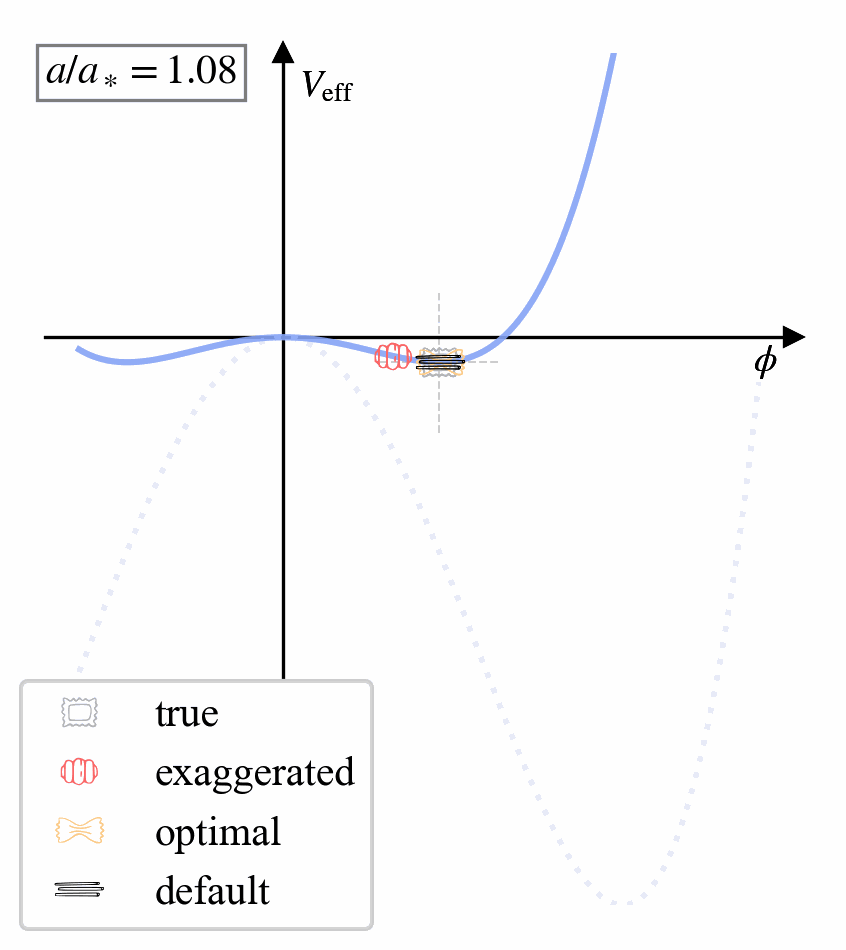 a/a* = 1.08
V_eff
ϕ
true
exaggerated
optimal
default